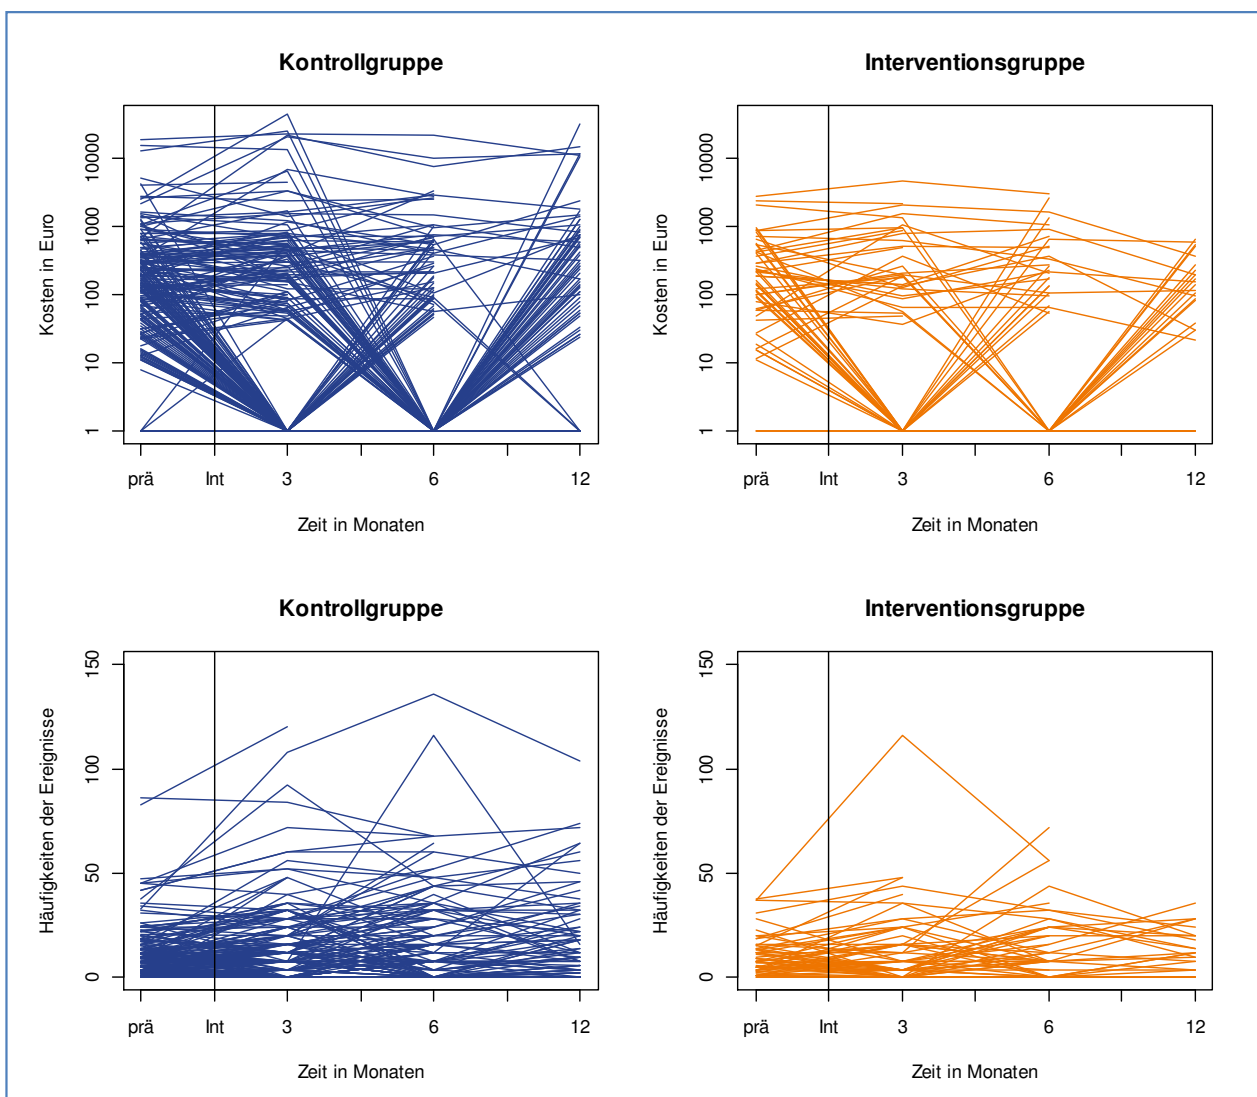 Kontrollgruppe
Kosten in Euro
10000
1000
100
10
1
prä Int 3 6 12
Zeit in Monaten
Interventionsgruppe
Kosten in Euro
10000
1000
100
10
1
prä Int 3 6 12
Zeit in Monaten
Kontrollgruppe
Häufigkeiten der Ereignisse
150
100
50
0
prä Int 3 6 12
Zeit in Monaten
Interventionsgruppe
Häufigkeiten der Ereignisse
150
100
50
0
prä Int 3 6 12
Zeit in Monaten